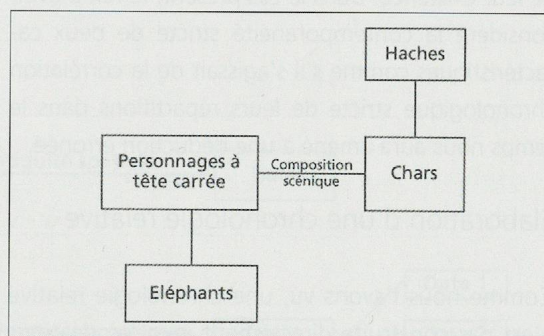 Haches
Personnages à
tête carrée
Composition
scénique
Chars
Eléphants